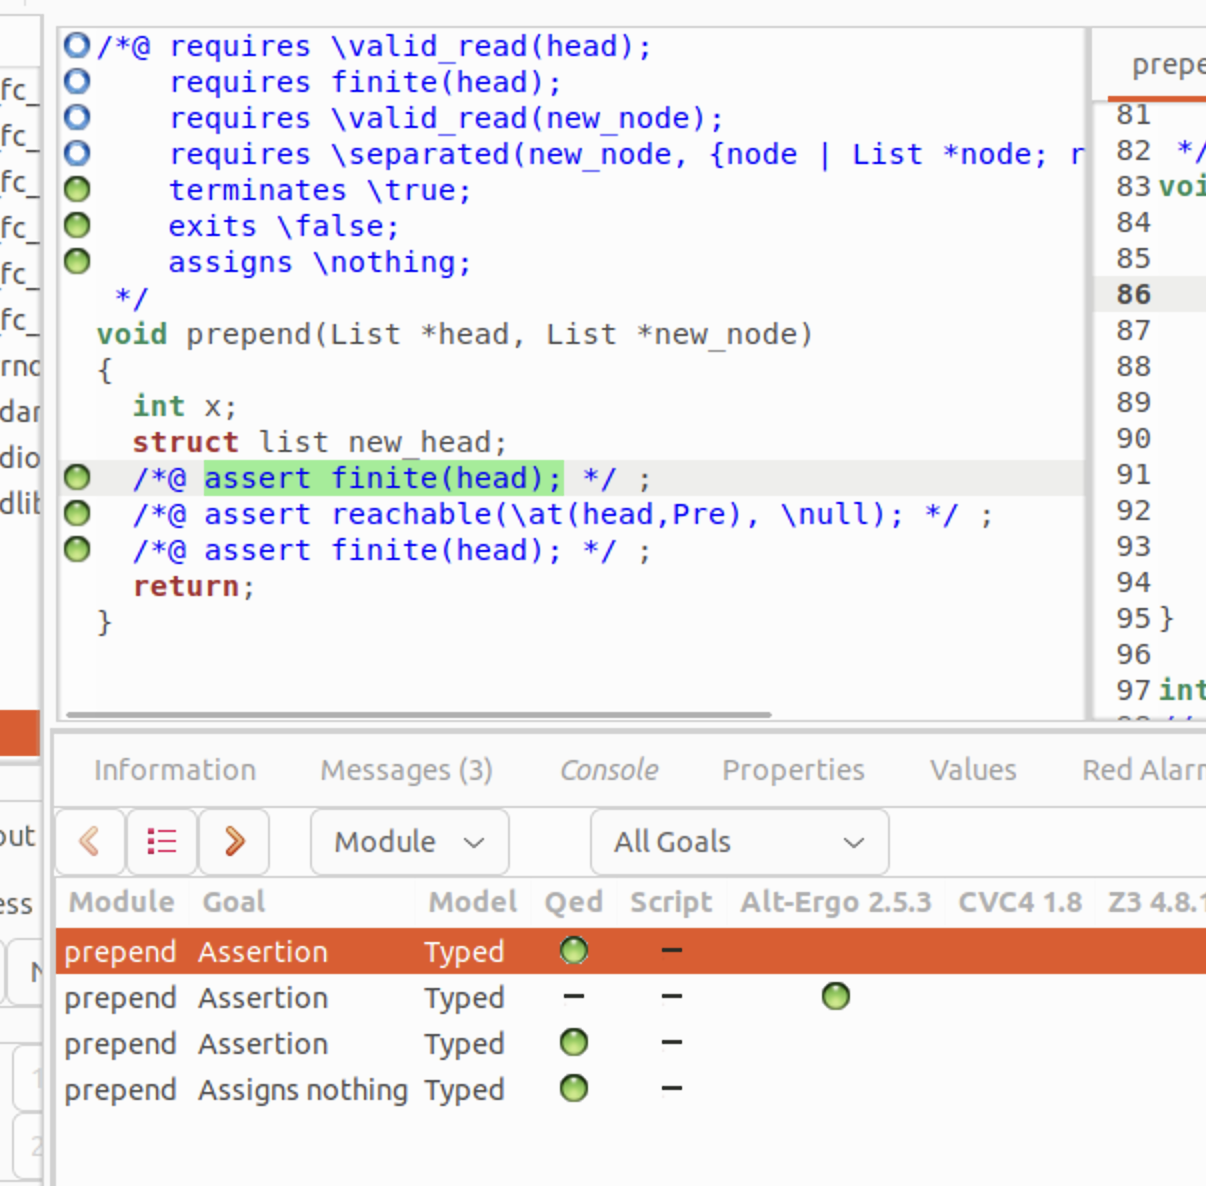 /*@ requires \valid_read(head);
requires finite(head);
requires \valid_read(new_node);
requires \separated(new_node, {node | List *node; r
terminates \true;
exits \false;
assigns \nothing;
*/
void prepend(List *head, List *new_node)
{
int x;
struct list new_head;
/*@ assert finite(head); */ ;
/*@ assert reachable(\at(head,Pre), \null); */ ;
/*@ assert finite(head); */ ;
return;
}
fc_
fc_
fc_
fc_
fc_
fc_
rno
dar
dio
dlib
prepe
81
82 */
83 voi
84
85
86
87
88
89
90
91
92
93
94
95 }
96
97 int
Information Messages (3) Console Properties Values Red Alarm
out
ess
N
1
2
Module All Goals
Module Goal Model Qed Script Alt-Ergo 2.5.3 CVC4 1.8 Z3 4.8.1
prepend Assertion Typed –
prepend Assertion Typed – –
prepend Assertion Typed –
prepend Assigns nothing Typed –